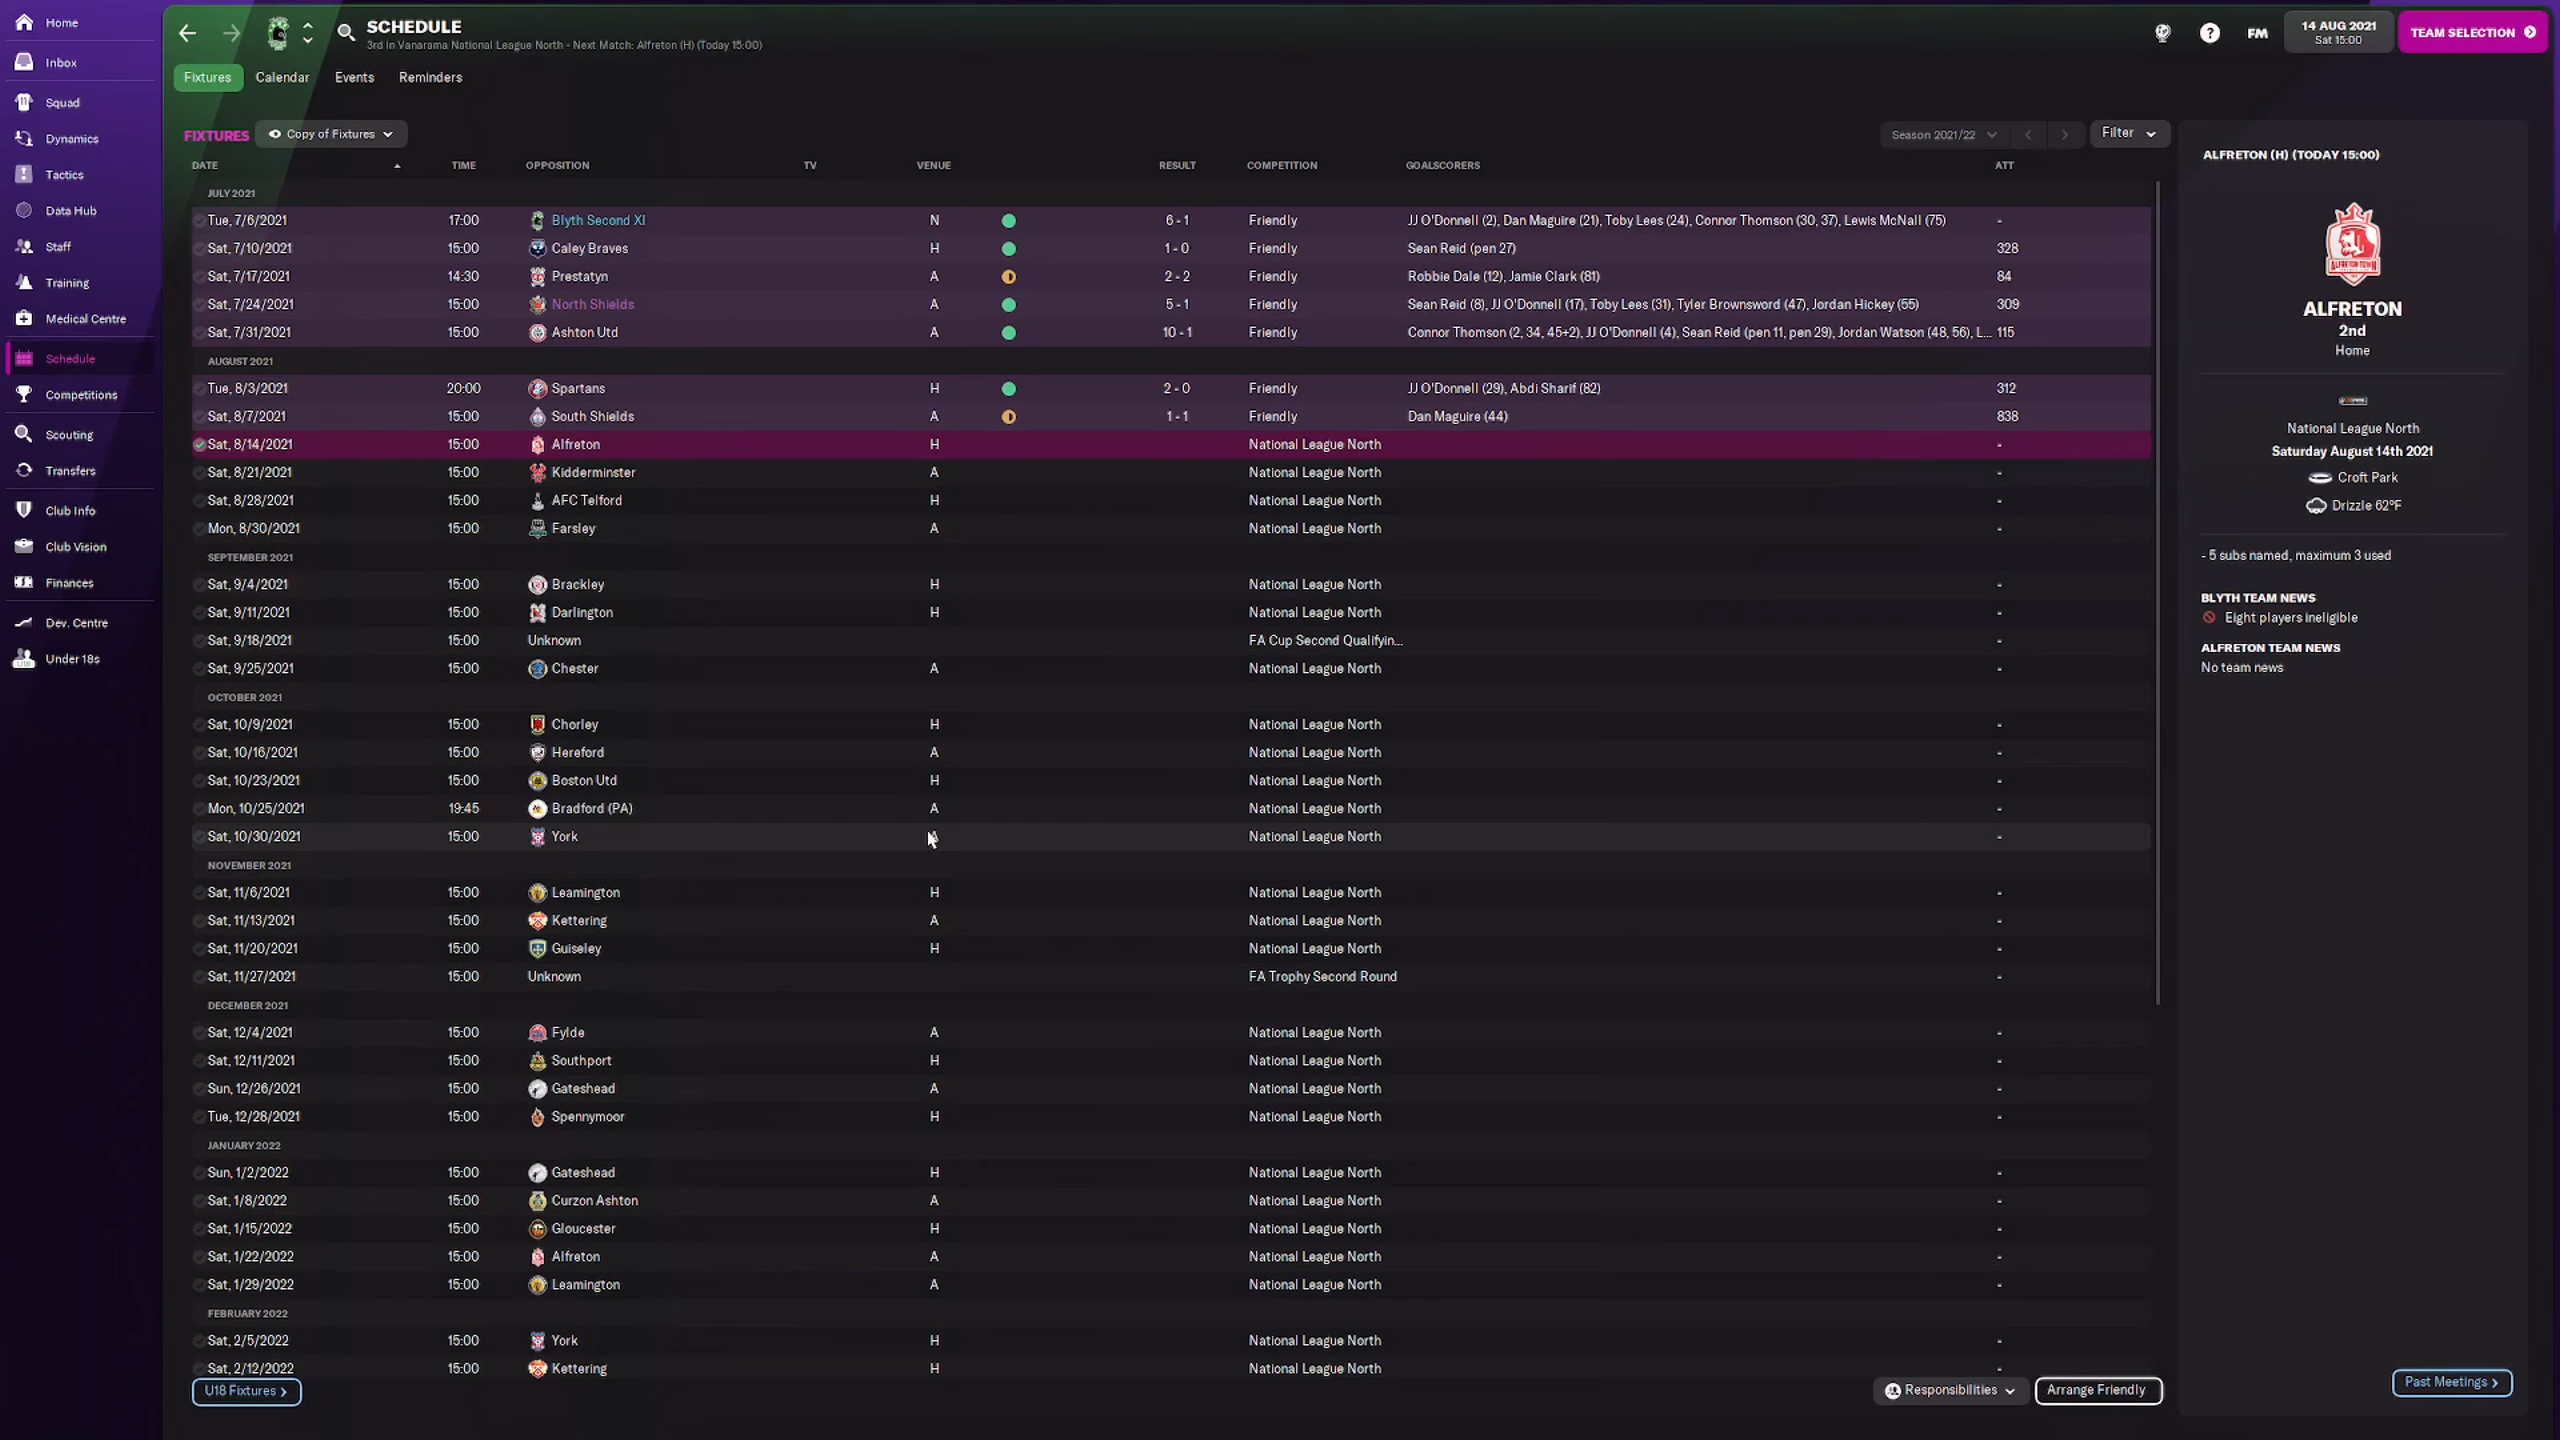 Home
Inbox
Squad
Dynamics
Tactics
Data Hub
Staff
Training
Medical Centre
Schedule
Competitions
Scouting
Transfers
Club Info
Club Vision
Finances
Dev. Centre
Under 18s
SCHEDULE
3rd in Vanarama National League North - Next Match: Alfreton (H) (Today 15:00)
FM
14 AUG 2021
Sat 15:00
TEAM SELECTION
Fixtures Calendar Events Reminders
FIXTURES Copy of Fixtures Season 2021/22 Filter
DATE TIME OPPOSITION TV VENUE RESULT COMPETITION GOALSCORERS ATT
JULY 2021
Tue, 7/6/2021 17:00 Blyth Second XI N 6 - 1 Friendly JJ O'Donnell (2), Dan Maguire (21), Toby Lees (24), Connor Thomson (30, 37), Lewis McNall (75) -
Sat, 7/10/2021 15:00 Caley Braves H 1 - 0 Friendly Sean Reid (pen 27) 328
Sat, 7/17/2021 14:30 Prestatyn A 2 - 2 Friendly Robbie Dale (12), Jamie Clark (81) 84
Sat, 7/24/2021 15:00 North Shields A 5 - 1 Friendly Sean Reid (8), JJ O'Donnell (17), Toby Lees (31), Tyler Brownsword (47), Jordan Hickey (55) 309
Sat, 7/31/2021 15:00 Ashton Utd A 10 - 1 Friendly Connor Thomson (2, 34, 45+2), JJ O'Donnell (4), Sean Reid (pen 11, pen 29), Jordan Watson (48, 56), L... 115
AUGUST 2021
Tue, 8/3/2021 20:00 Spartans H 2 - 0 Friendly JJ O'Donnell (29), Abdi Sharif (82) 312
Sat, 8/7/2021 15:00 South Shields A 1 - 1 Friendly Dan Maguire (44) 838
Sat, 8/14/2021 15:00 Alfreton H National League North -
Sat, 8/21/2021 15:00 Kidderminster A National League North -
Sat, 8/28/2021 15:00 AFC Telford H National League North -
Mon, 8/30/2021 15:00 Farsley A National League North -
SEPTEMBER 2021
Sat, 9/4/2021 15:00 Brackley H National League North -
Sat, 9/11/2021 15:00 Darlington H National League North -
Sat, 9/18/2021 15:00 Unknown FA Cup Second Qualifyin... -
Sat, 9/25/2021 15:00 Chester A National League North -
OCTOBER 2021
Sat, 10/9/2021 15:00 Chorley H National League North -
Sat, 10/16/2021 15:00 Hereford A National League North -
Sat, 10/23/2021 15:00 Boston Utd H National League North -
Mon, 10/25/2021 19:45 Bradford (PA) A National League North -
Sat, 10/30/2021 15:00 York A National League North -
NOVEMBER 2021
Sat, 11/6/2021 15:00 Leamington H National League North -
Sat, 11/13/2021 15:00 Kettering A National League North -
Sat, 11/20/2021 15:00 Guiseley H National League North -
Sat, 11/27/2021 15:00 Unknown FA Trophy Second Round -
DECEMBER 2021
Sat, 12/4/2021 15:00 Fylde A National League North -
Sat, 12/11/2021 15:00 Southport H National League North -
Sun, 12/26/2021 15:00 Gateshead A National League North -
Tue, 12/28/2021 15:00 Spennymoor H National League North -
JANUARY 2022
Sun, 1/2/2022 15:00 Gateshead H National League North -
Sat, 1/8/2022 15:00 Curzon Ashton A National League North -
Sat, 1/15/2022 15:00 Gloucester H National League North -
Sat, 1/22/2022 15:00 Alfreton A National League North -
Sat, 1/29/2022 15:00 Leamington A National League North -
FEBRUARY 2022
Sat, 2/5/2022 15:00 York H National League North -
Sat, 2/12/2022 15:00 Kettering H National League North -
U18 Fixtures Responsibilities Arrange Friendly
ALFRETON (H) (TODAY 15:00)
ALFRETON TOWN
ALFRETON
2nd
Home
National League North
Saturday August 14th 2021
Croft Park
Drizzle 62°F
- 5 subs named, maximum 3 used
BLYTH TEAM NEWS
Eight players ineligible
ALFRETON TEAM NEWS
No team news
Past Meetings